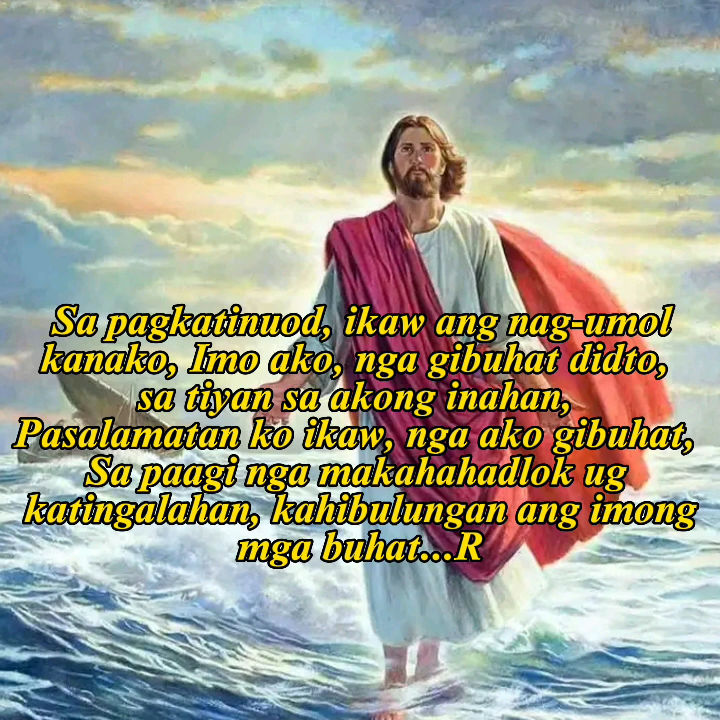 Sa pagkatinuod, ikaw ang nag-umol
kanako, Imo ako, nga gibuhat didto,
sa tiyan sa akong inahan,
Pasalamatan ko ikaw, nga ako gibuhat,
Sa paagi nga makahahadlok ug
katingalahan, kahibulungan ang imong
mga buhat...R